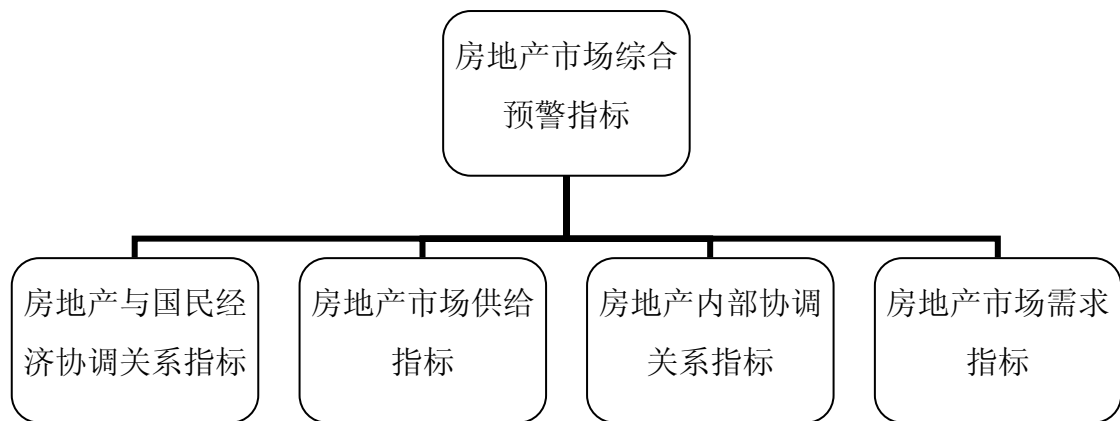 房地产市场综合
预警指标
房地产与国民经
济协调关系指标
房地产市场供给
指标
房地产内部协调
关系指标
房地产市场需求
指标